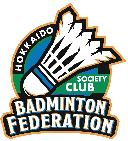 HOKKAIDO
SOCIETY
CLUB
BADMINTON
FEDERATION